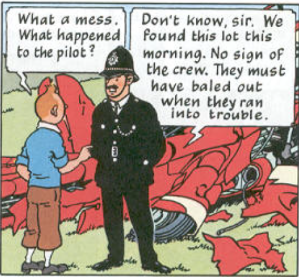 What a mess.
What happened
to the pilot?
Don't know, sir. We
found this lot this
morning. No sign of
the crew. They must
have baled out
when they ran
into trouble.